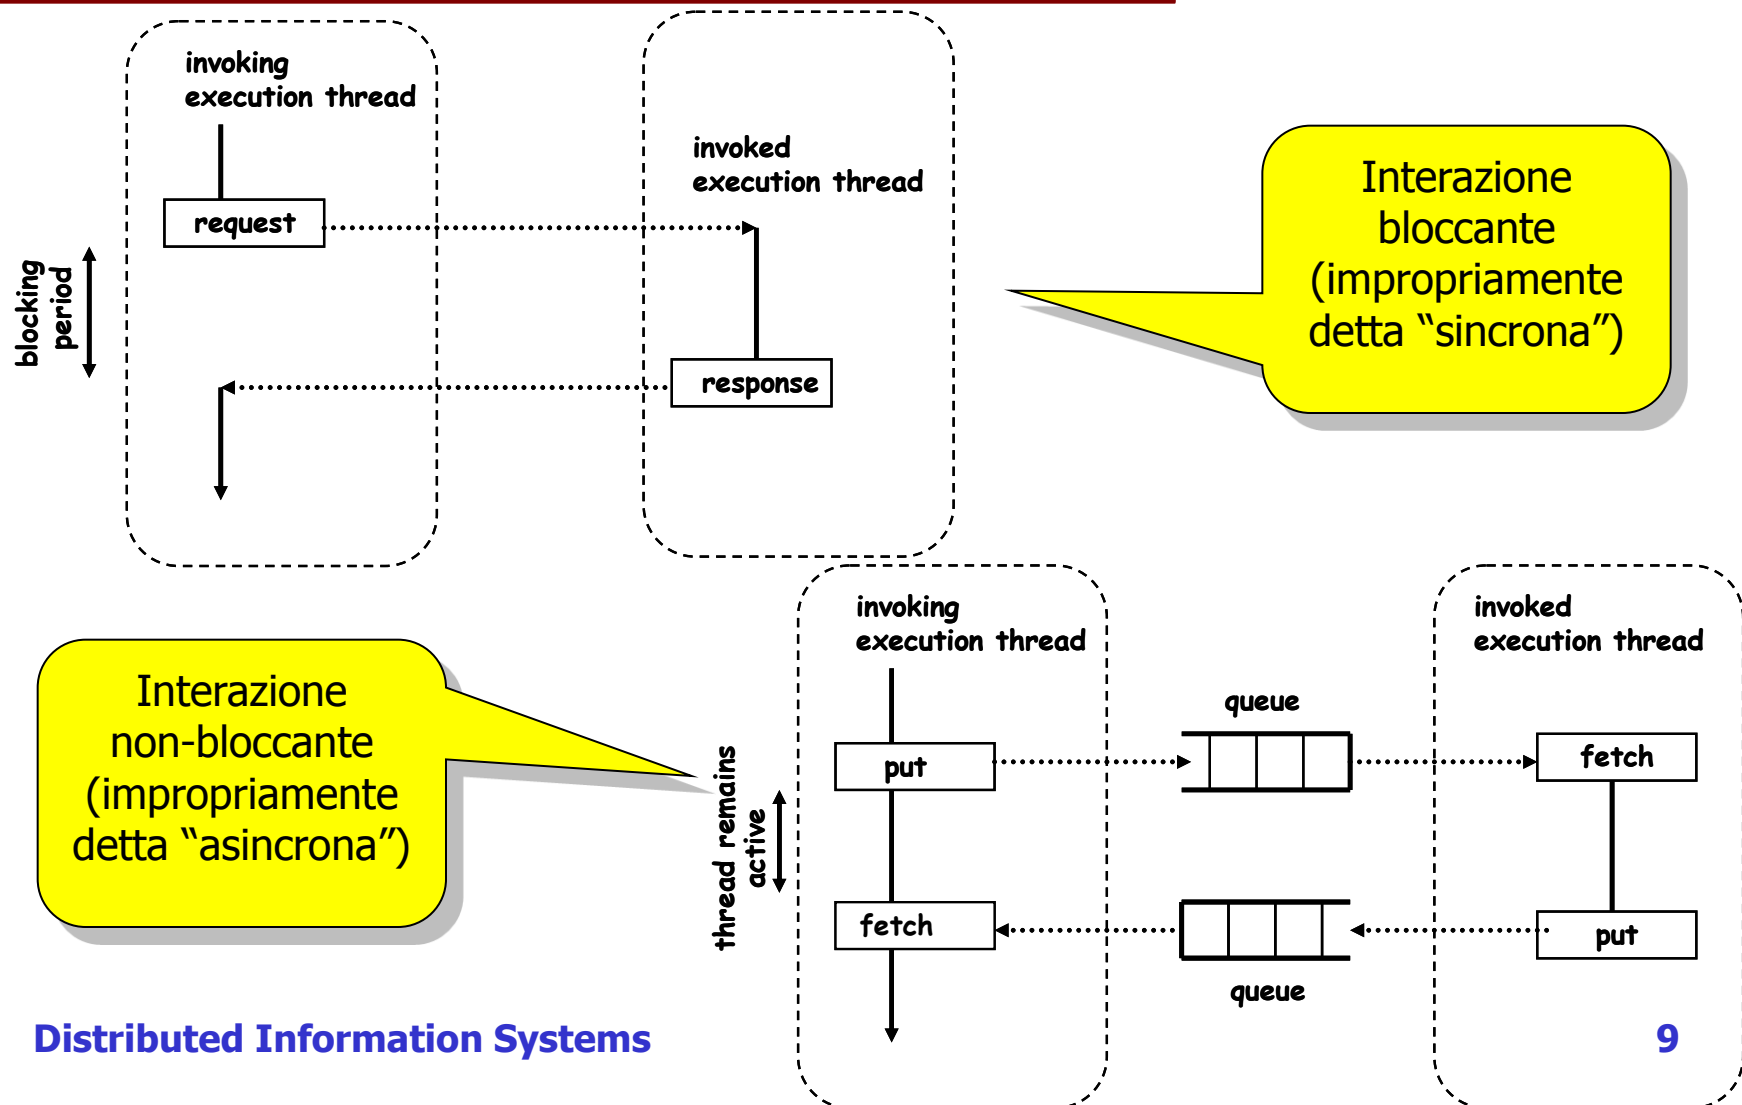 invoking
execution thread
invoked
execution thread
request
blocking
period
response
Interazione
bloccante
(impropriamente
detta “sincrona”)
Interazione
non-bloccante
(impropriamente
detta “asincrona”)
invoking
execution thread
invoked
execution thread
queue
put
fetch
thread remains
active
fetch
put
queue
Distributed Information Systems
9